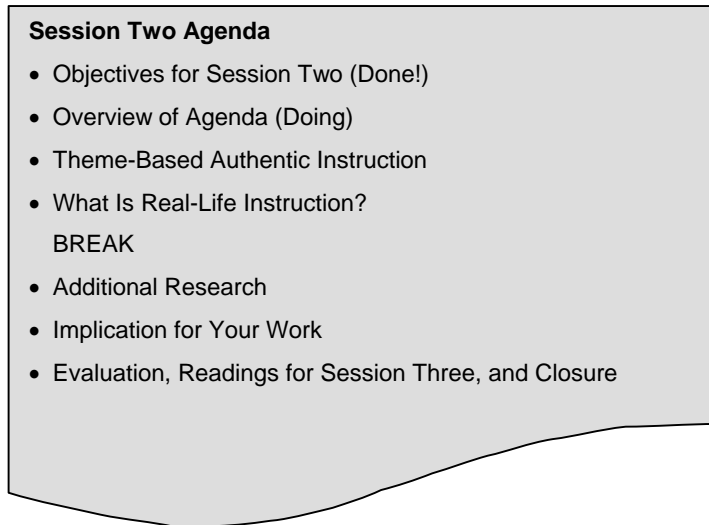 Session Two Agenda
• Objectives for Session Two (Done!)
• Overview of Agenda (Doing)
• Theme-Based Authentic Instruction
• What Is Real-Life Instruction?
BREAK
• Additional Research
• Implication for Your Work
• Evaluation, Readings for Session Three, and Closure